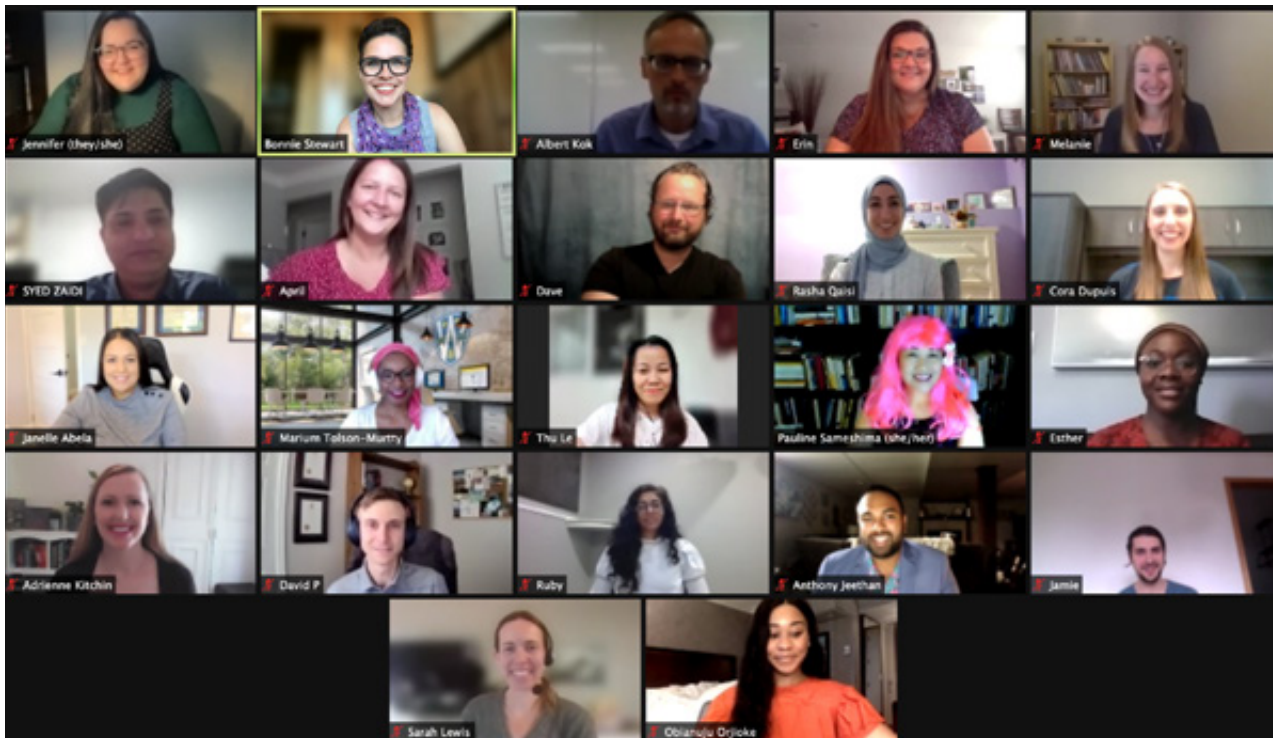 Jennifer (they/she)
Bonnie Stewart
Albert Kok
Erin
Melanie
SYED ZAIDI
April
Dave
Rasha Qaisi
Cora Dupuis
Janelle Abela
Marium Tolson-Murtty
Thu Le
Pauline Sameshima (she/her)
Esther
Adrienne Kitchin
David P
Ruby
Anthony Jeethan
Jamie
Sarah Lewis
Obianuju Orjioke